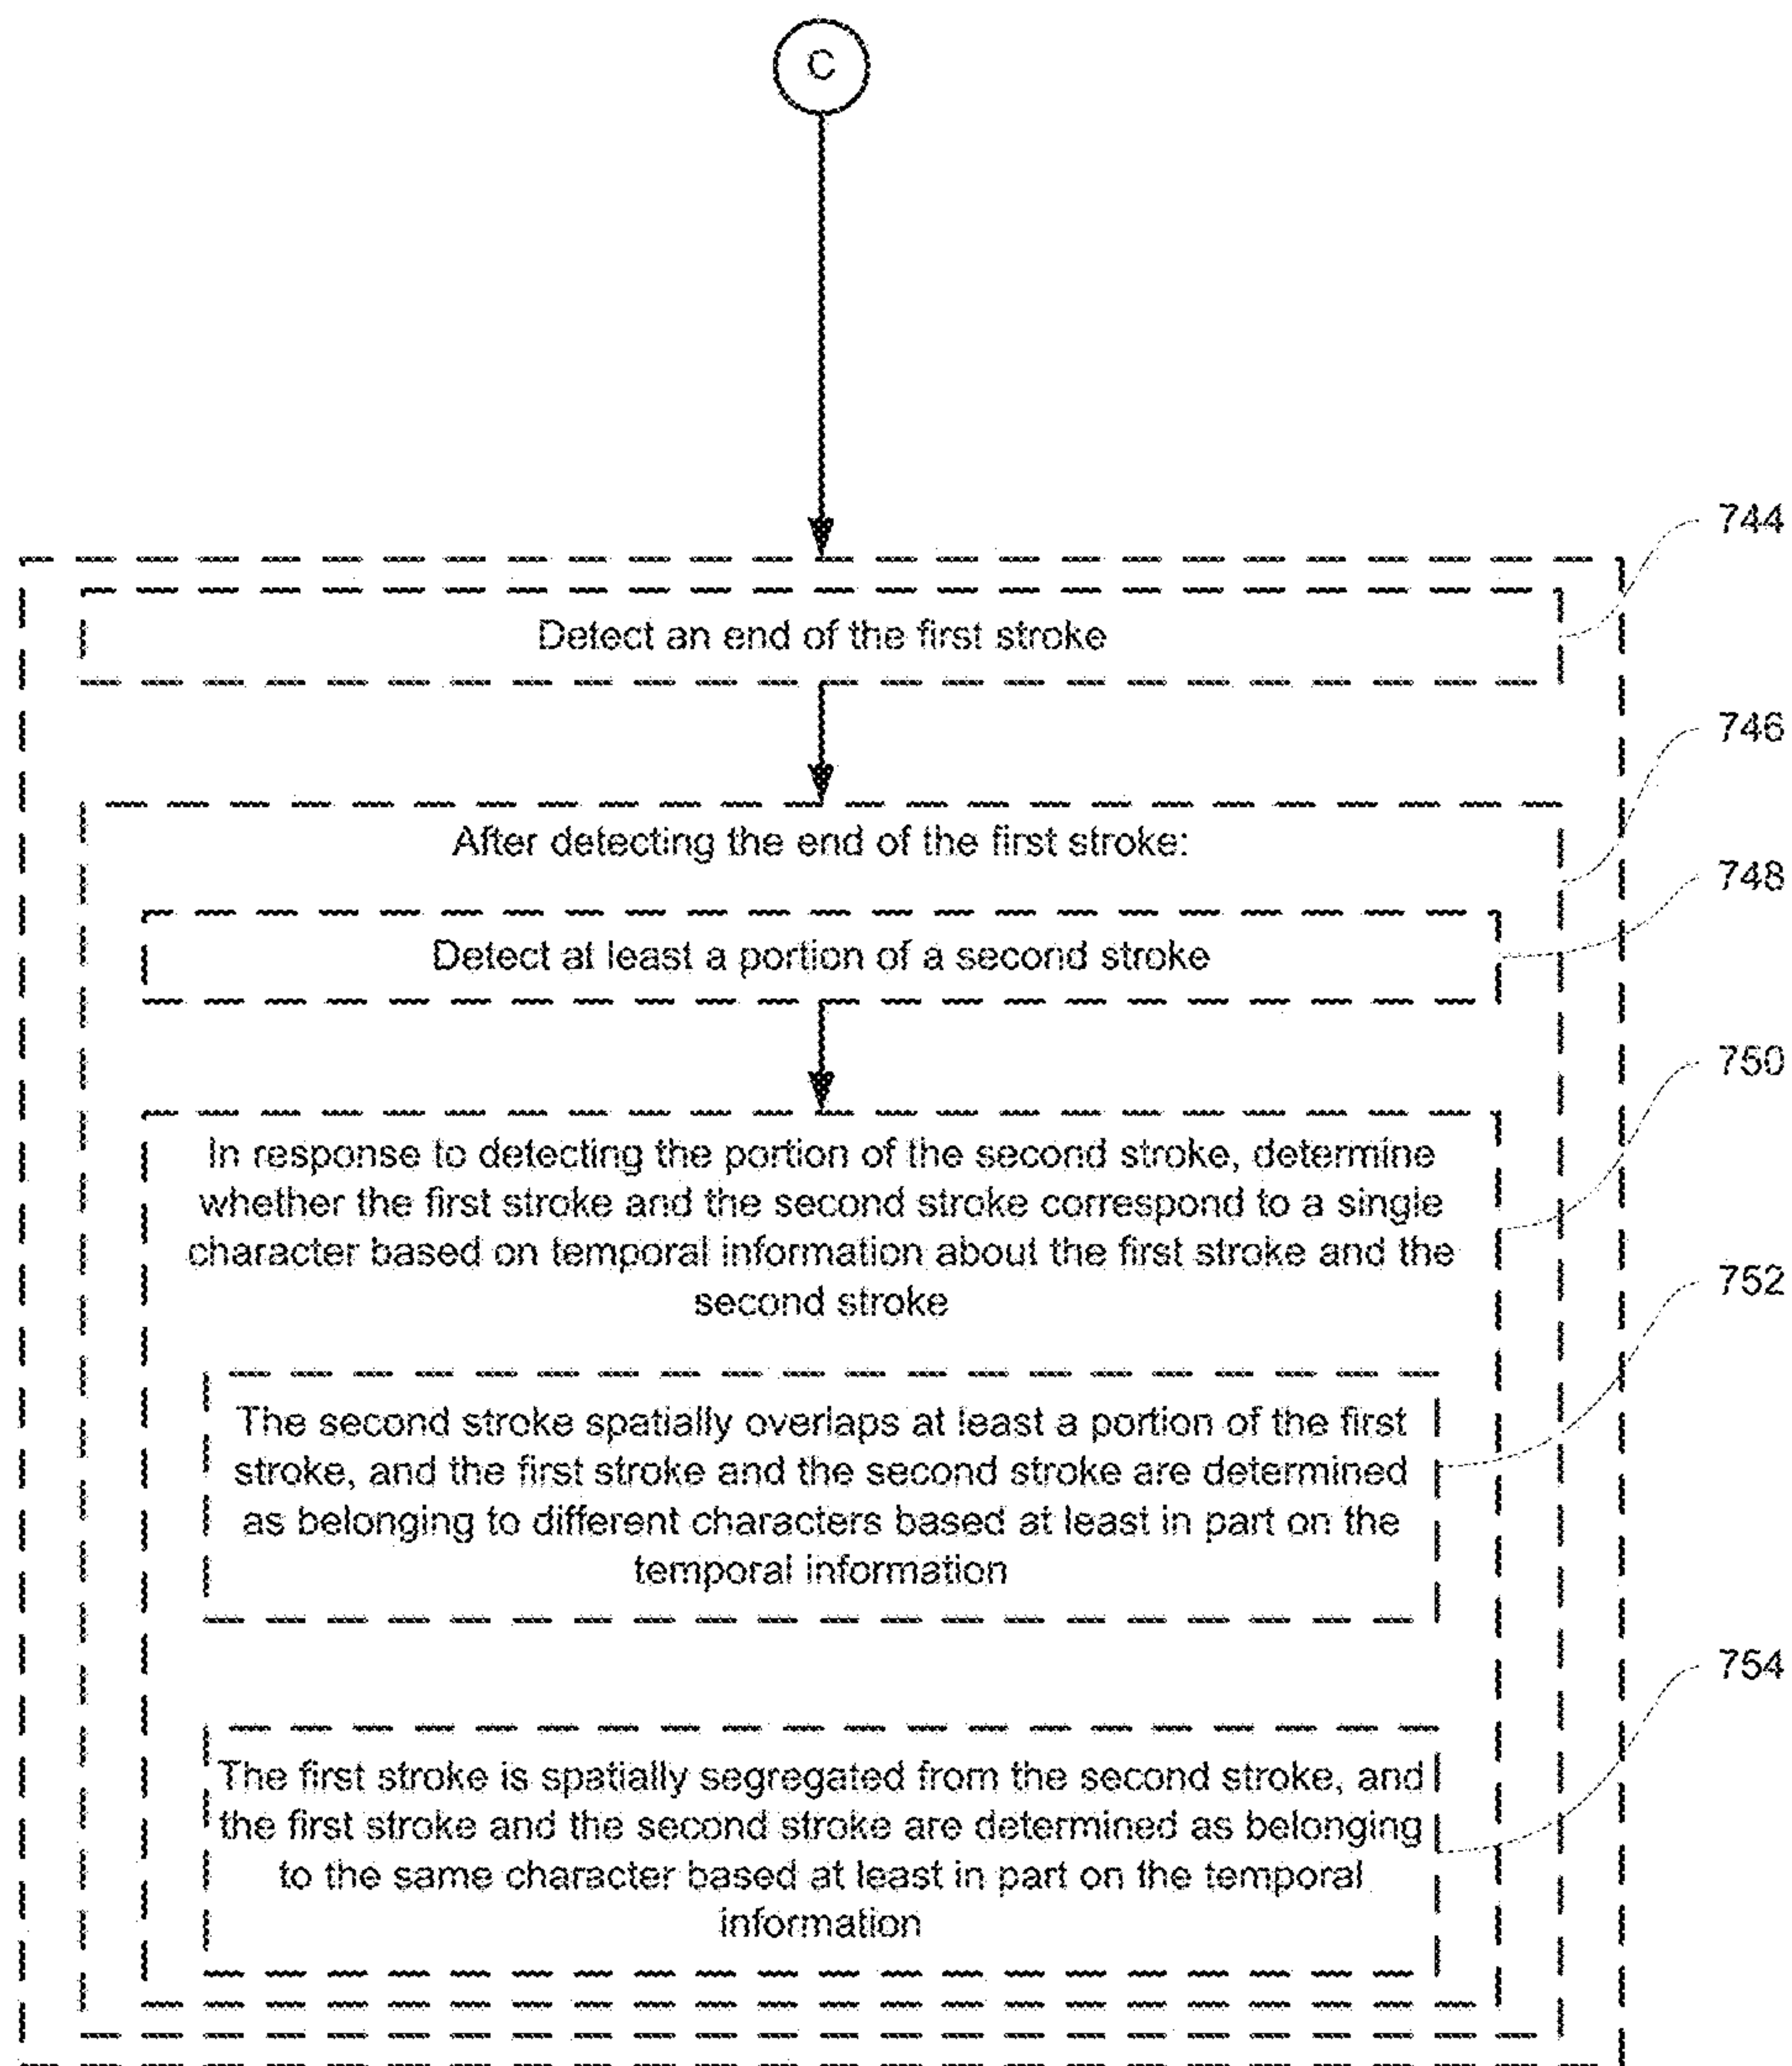 C
744
Detect an end of the first stroke
746
After detecting the end of the first stroke:
748
Detect at least a portion of a second stroke
750
In response to detecting the portion of the second stroke, determine
whether the first stroke and the second stroke correspond to a single
character based on temporal information about the first stroke and the
second stroke
752
The second stroke spatially overlaps at least a portion of the first
stroke, and the first stroke and the second stroke are determined
as belonging to different characters based at least in part on the
temporal information
754
The first stroke is spatially segregated from the second stroke, and
the first stroke and the second stroke are determined as belonging
to the same character based at least in part on the temporal
information